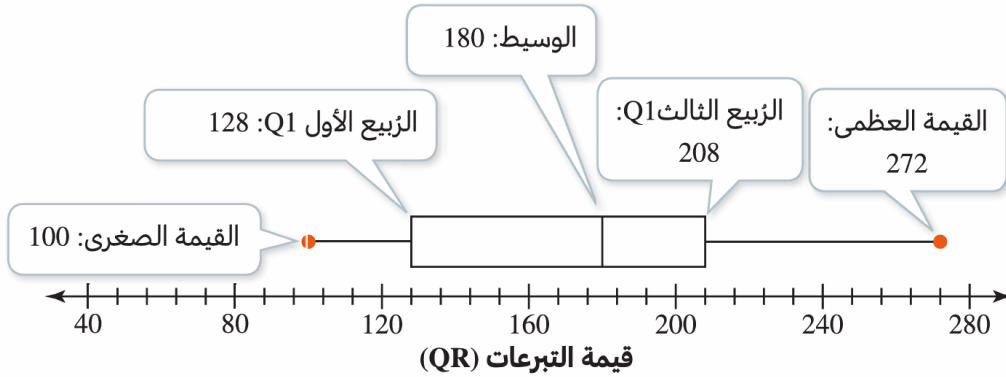 الوسيط: 180
الرُبيع الأول Q1: 128
الرُبيع الثالثQ1:
208
القيمة العظمى:
272
القيمة الصغرى: 100
40 80 120 160 200 240 280
قيمة التبرعات (QR)